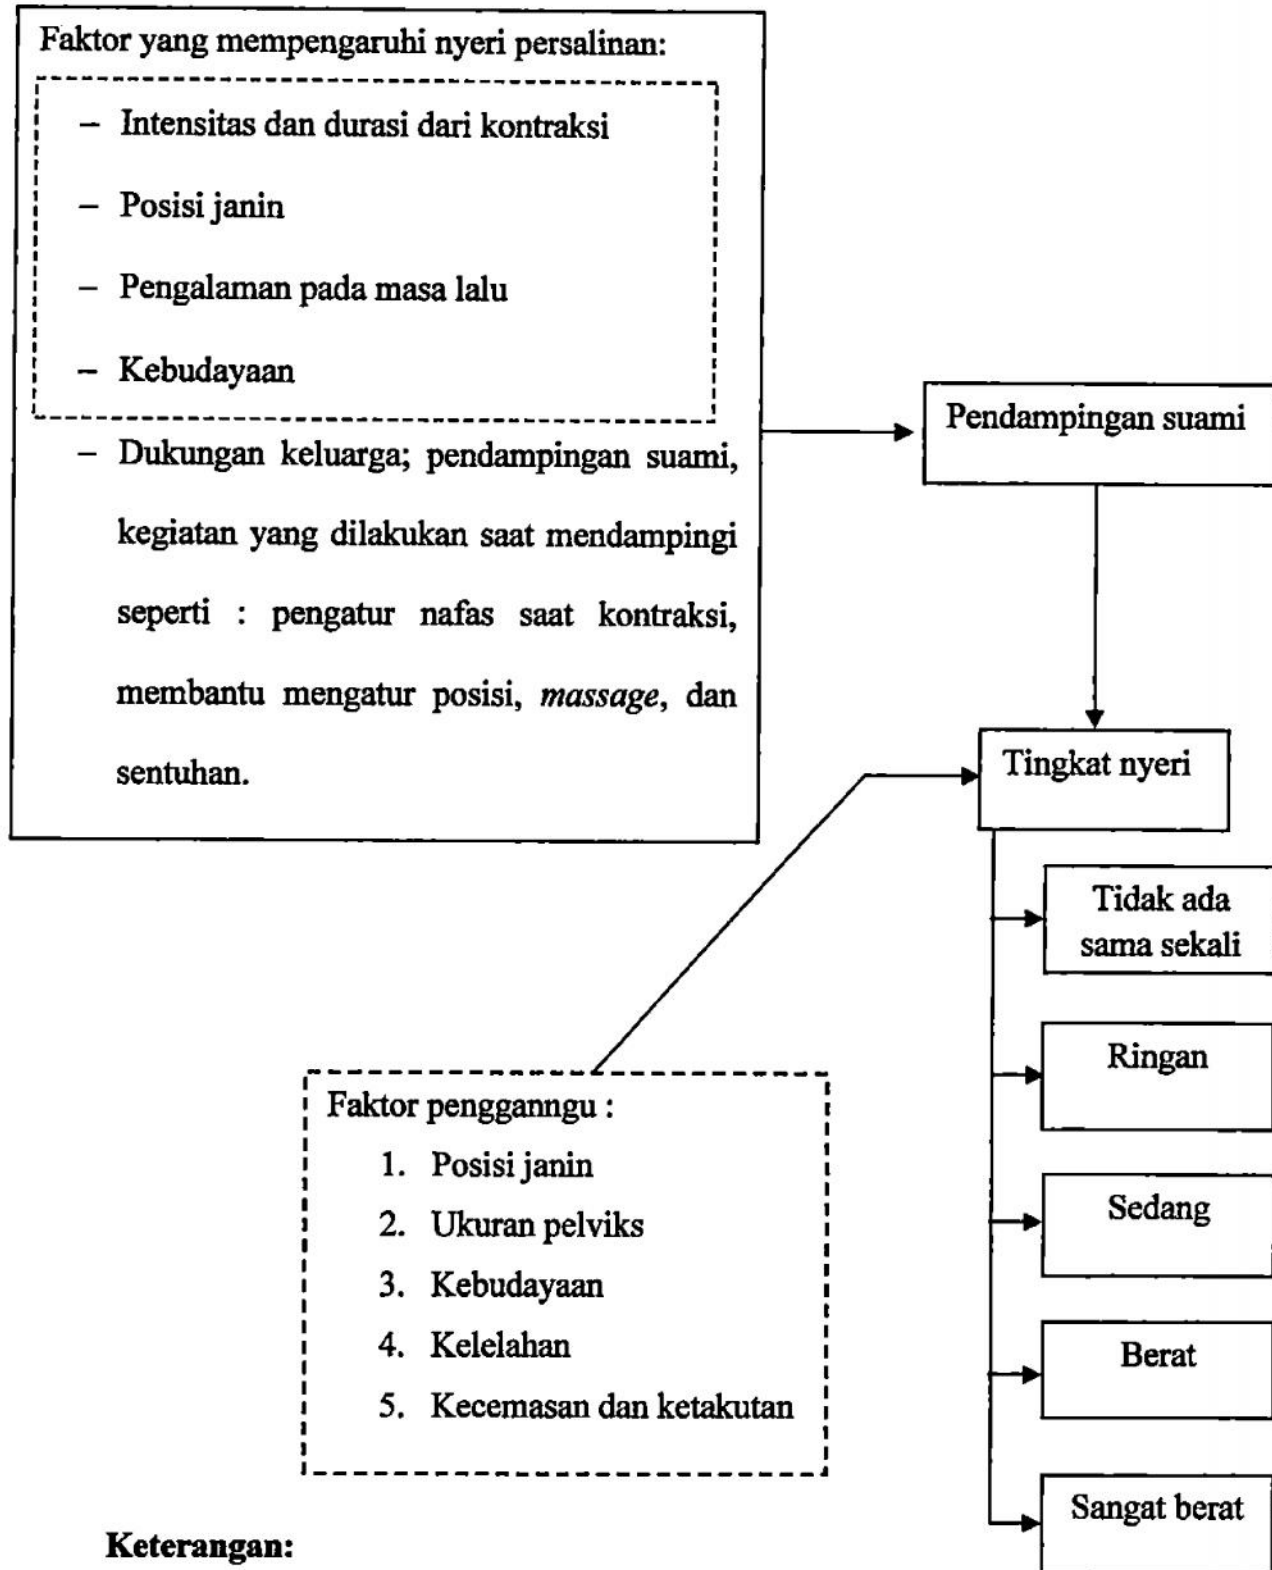 Faktor yang mempengaruhi nyeri persalinan:
– Intensitas dan durasi dari kontraksi
– Posisi janin
– Pengalaman pada masa lalu
– Kebudayaan
– Dukungan keluarga; pendampingan suami,
kegiatan yang dilakukan saat mendampingi
seperti : pengatur nafas saat kontraksi,
membantu mengatur posisi, massage, dan
sentuhan.
Pendampingan suami
Tingkat nyeri
Tidak ada
sama sekali
Ringan
Sedang
Berat
Sangat berat
Faktor pengganngu :
1. Posisi janin
2. Ukuran pelviks
3. Kebudayaan
4. Kelelahan
5. Kecemasan dan ketakutan
Keterangan: